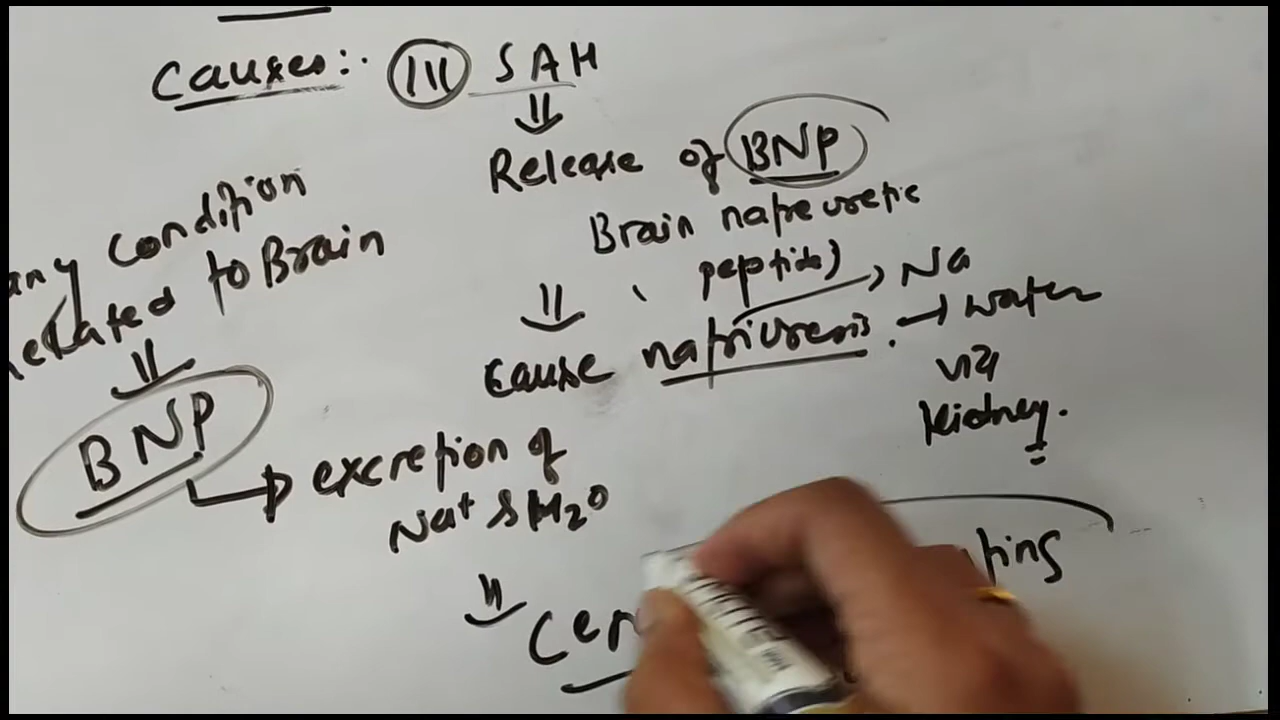 Causes:. III SAH
Release of BNP
Brain natreuretic
( peptide)
cause natriuresis. → Na
→ water
via
kidney.
any condition
related to Brain
BNP
→ excretion of
Na+ & H2O
Cer
ting